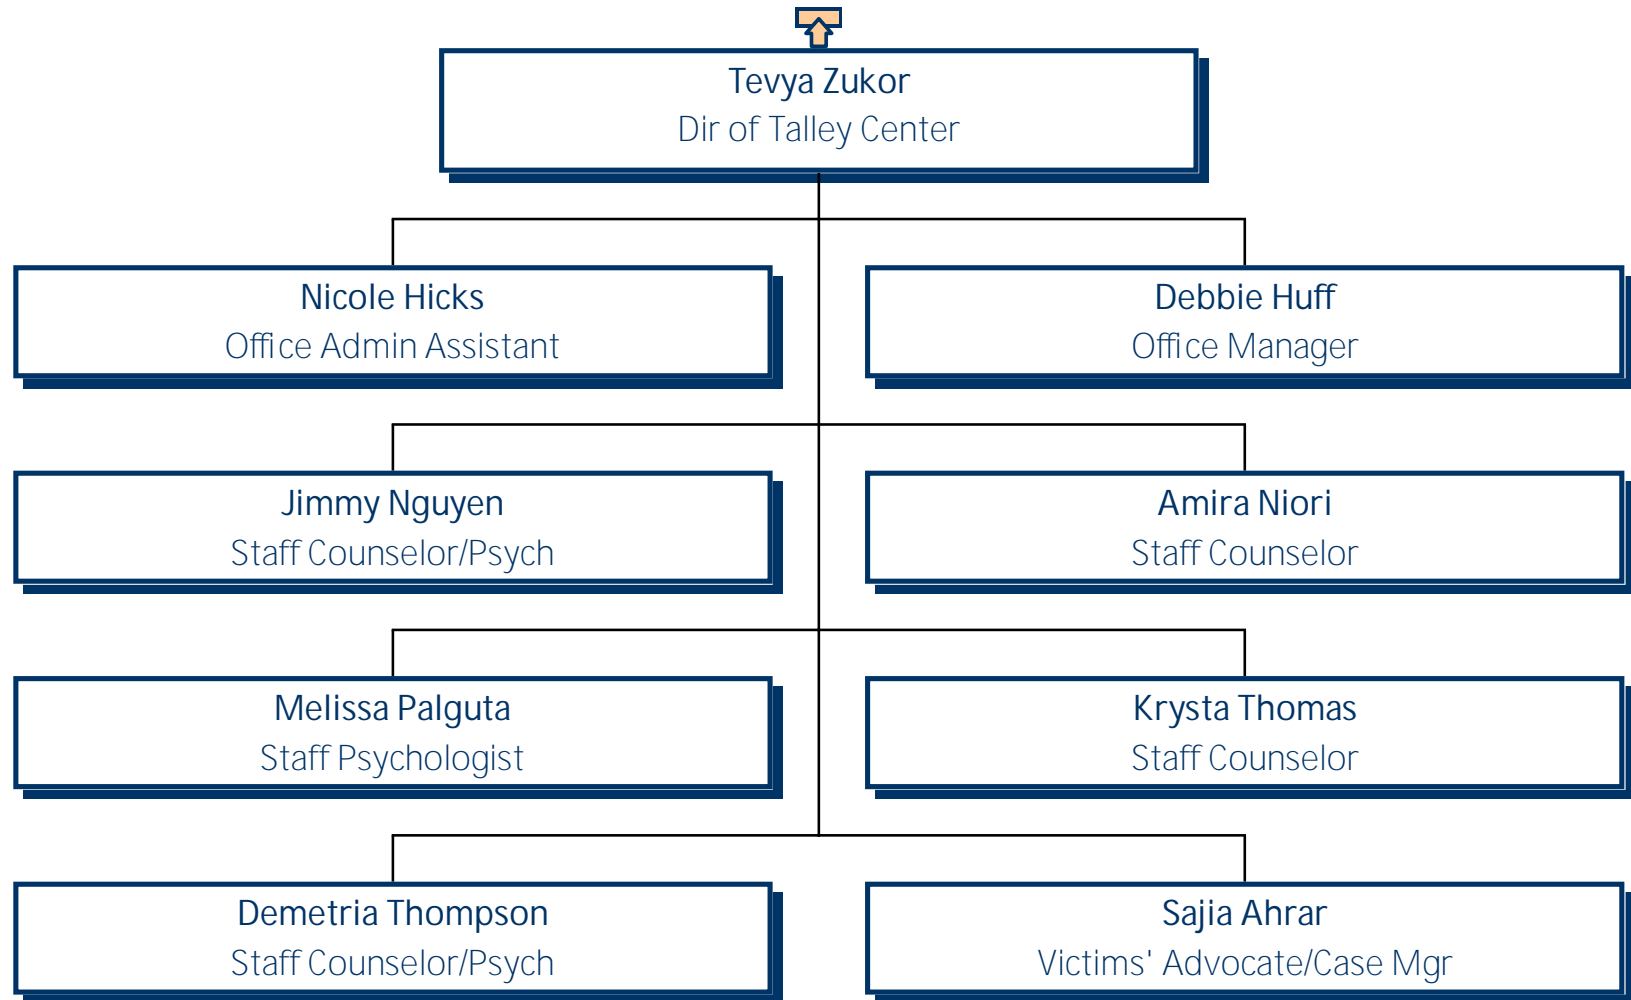 Tevya Zukor
Dir of Talley Center
Nicole Hicks
Office Admin Assistant
Debbie Huff
Office Manager
Jimmy Nguyen
Staff Counselor/Psych
Amira Niori
Staff Counselor
Melissa Palguta
Staff Psychologist
Krysta Thomas
Staff Counselor
Demetria Thompson
Staff Counselor/Psych
Sajia Ahrar
Victims' Advocate/Case Mgr